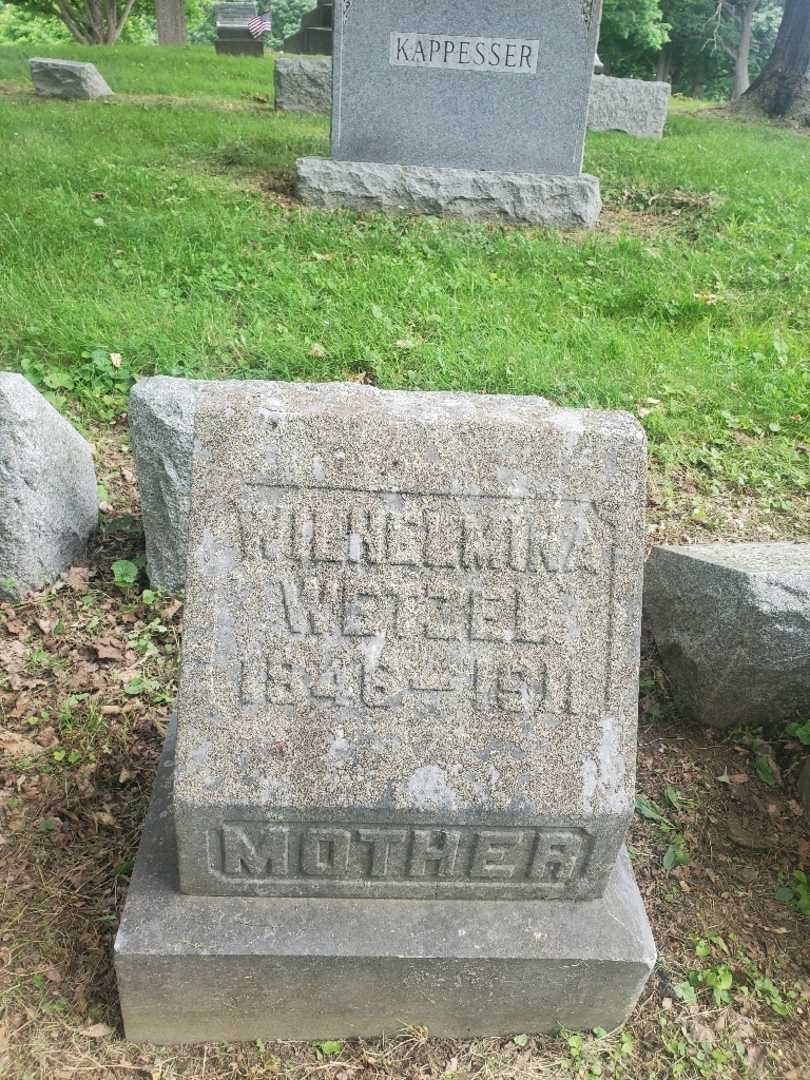 KAPPESSER
WILHELMINA
WETZEL
1846-1911
MOTHER